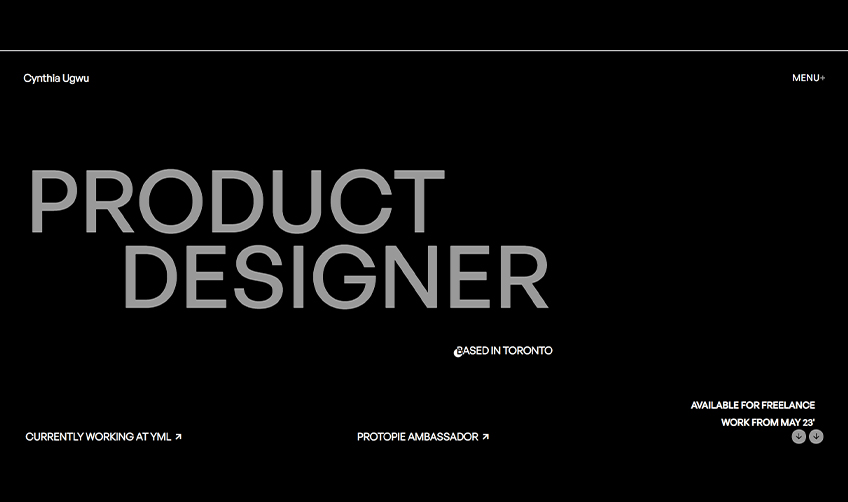 Cynthia Ugwu
MENU+
PRODUCT
DESIGNER
BASED IN TORONTO
AVAILABLE FOR FREELANCE
WORK FROM MAY 23'
CURRENTLY WORKING AT YML
PROTOPIE AMBASSADOR